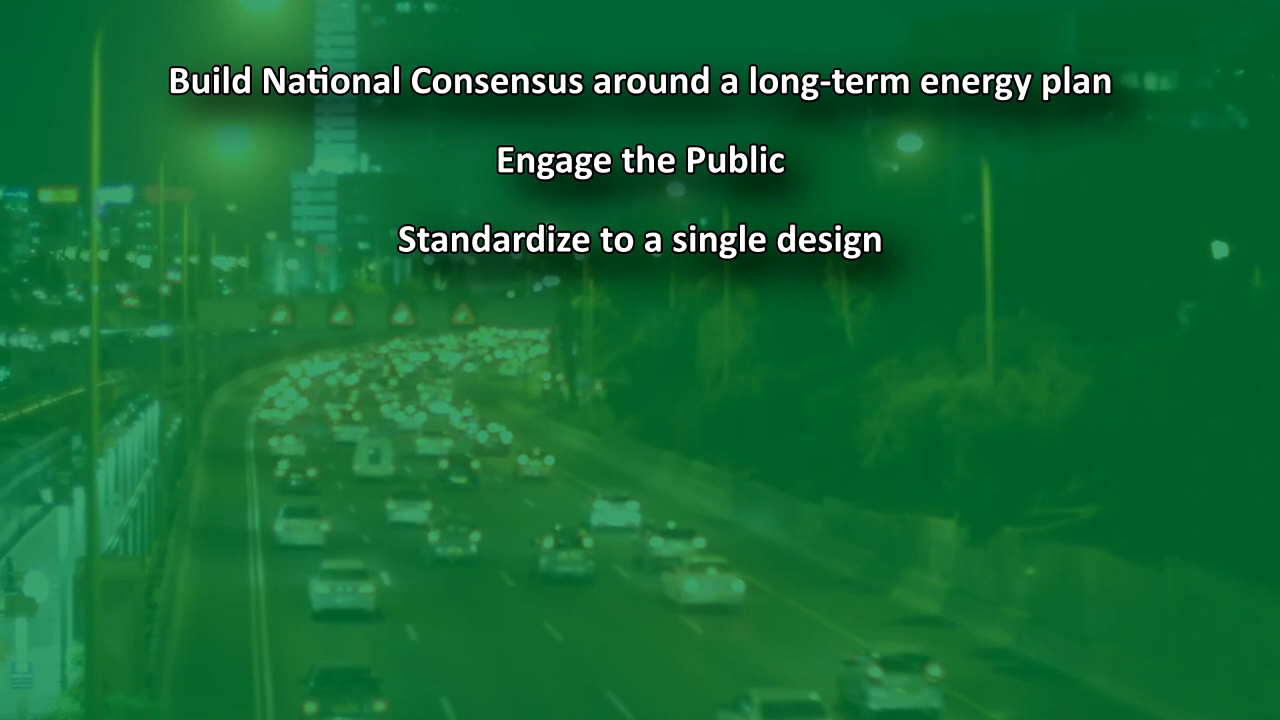 Build National Consensus around a long-term energy plan
Engage the Public
Standardize to a single design